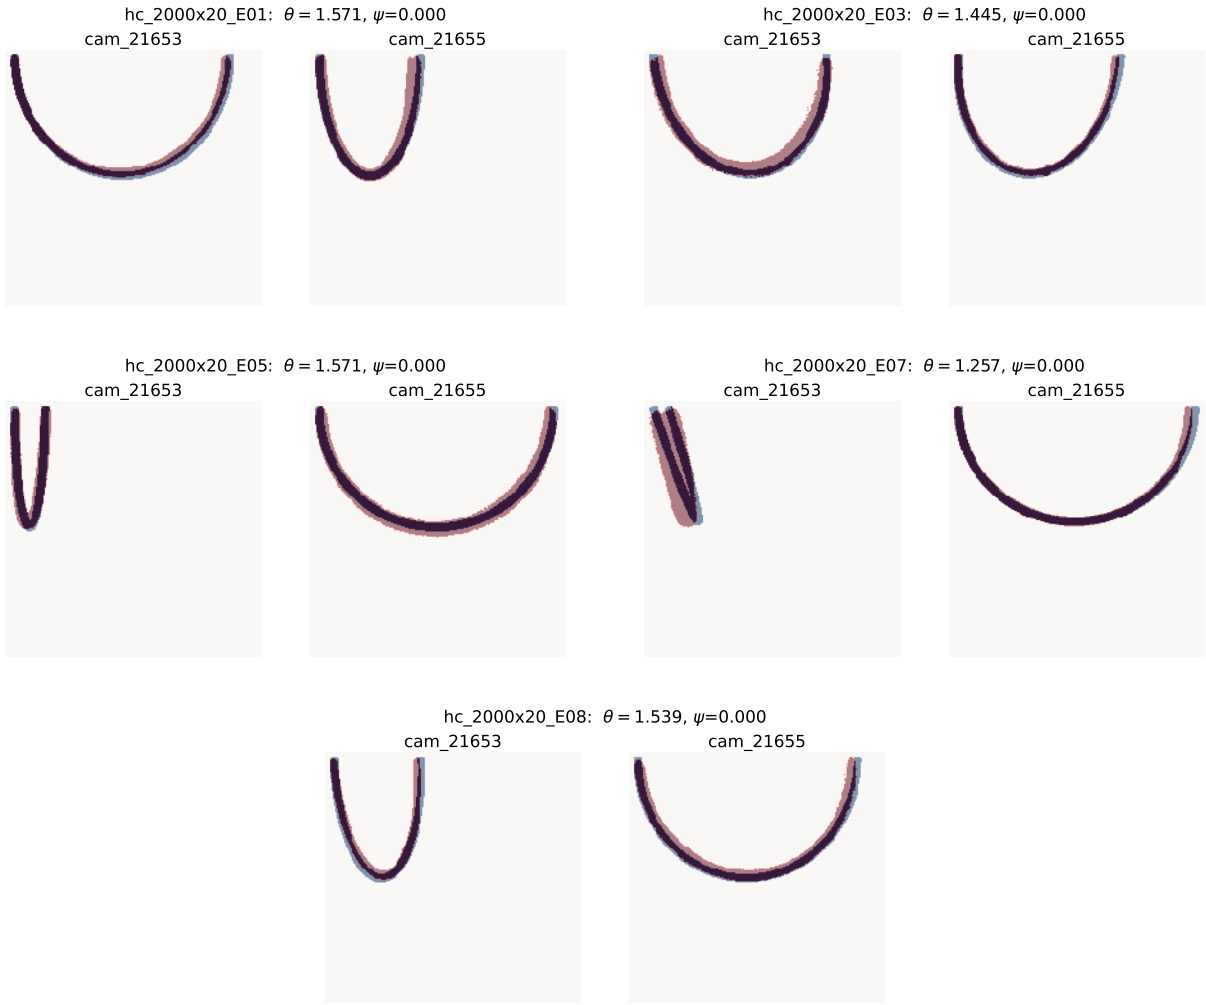 hc_2000x20_E01: θ = 1.571, ψ=0.000
cam_21653 cam_21655
hc_2000x20_E03: θ = 1.445, ψ=0.000
cam_21653 cam_21655
hc_2000x20_E05: θ = 1.571, ψ=0.000
cam_21653 cam_21655
hc_2000x20_E07: θ = 1.257, ψ=0.000
cam_21653 cam_21655
hc_2000x20_E08: θ = 1.539, ψ=0.000
cam_21653 cam_21655